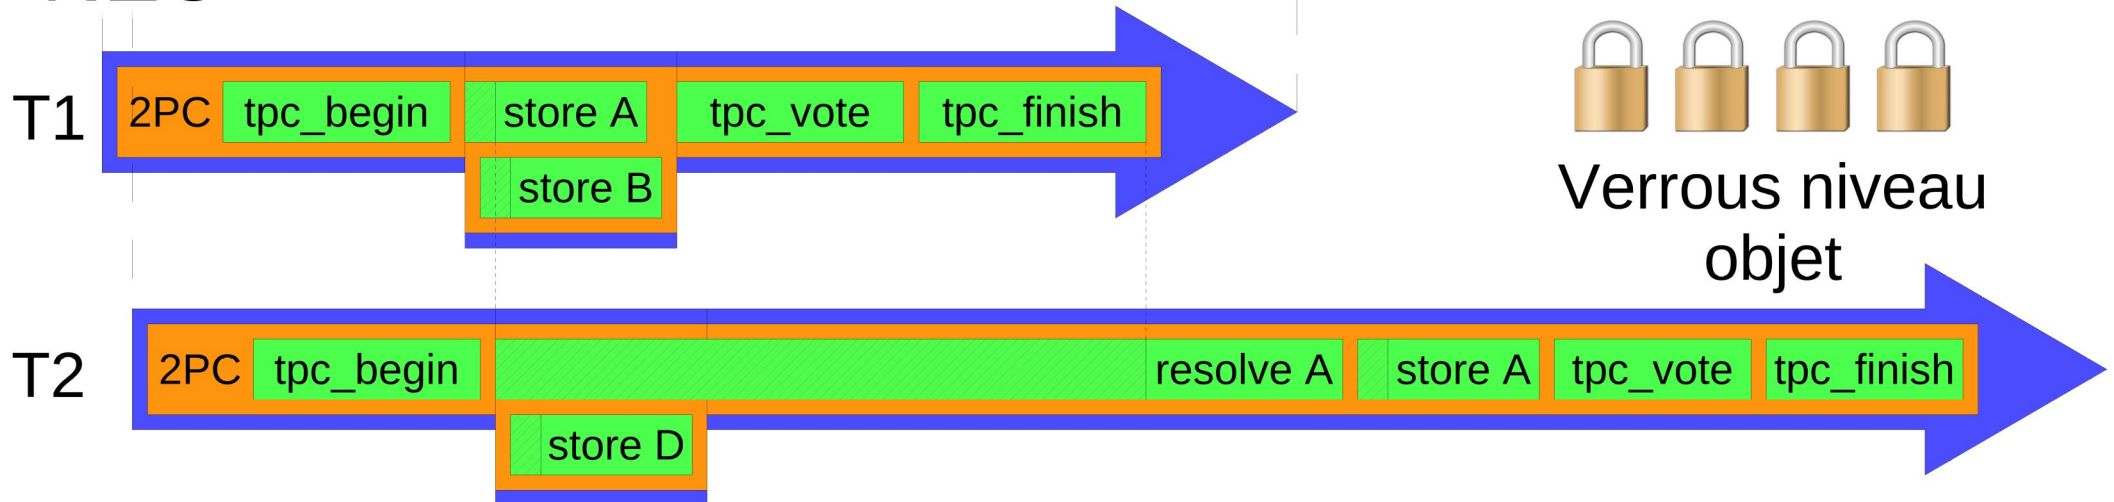 T1
2PC
tpc_begin
store A
tpc_vote
tpc_finish
store B
Verrous niveau
objet
T2
2PC
tpc_begin
resolve A
store A
tpc_vote
tpc_finish
store D